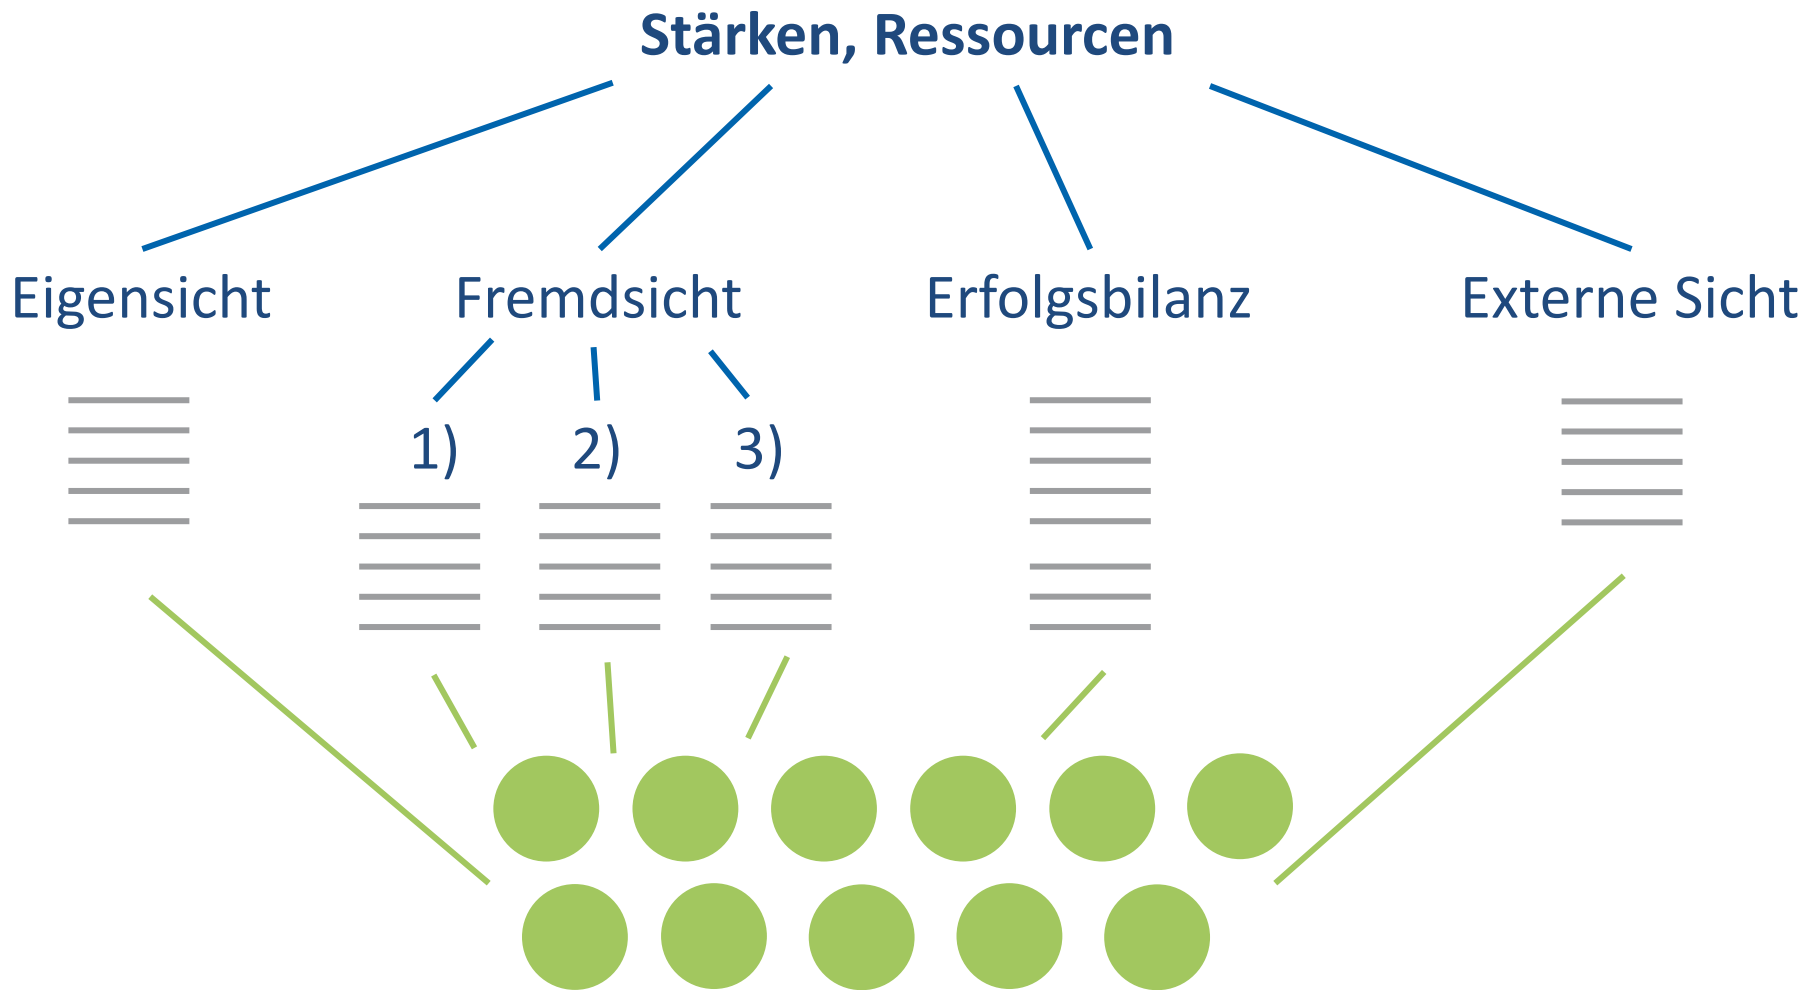 Stärken, Ressourcen
Eigensicht
Fremdsicht
Erfolgsbilanz
Externe Sicht
1)
2)
3)